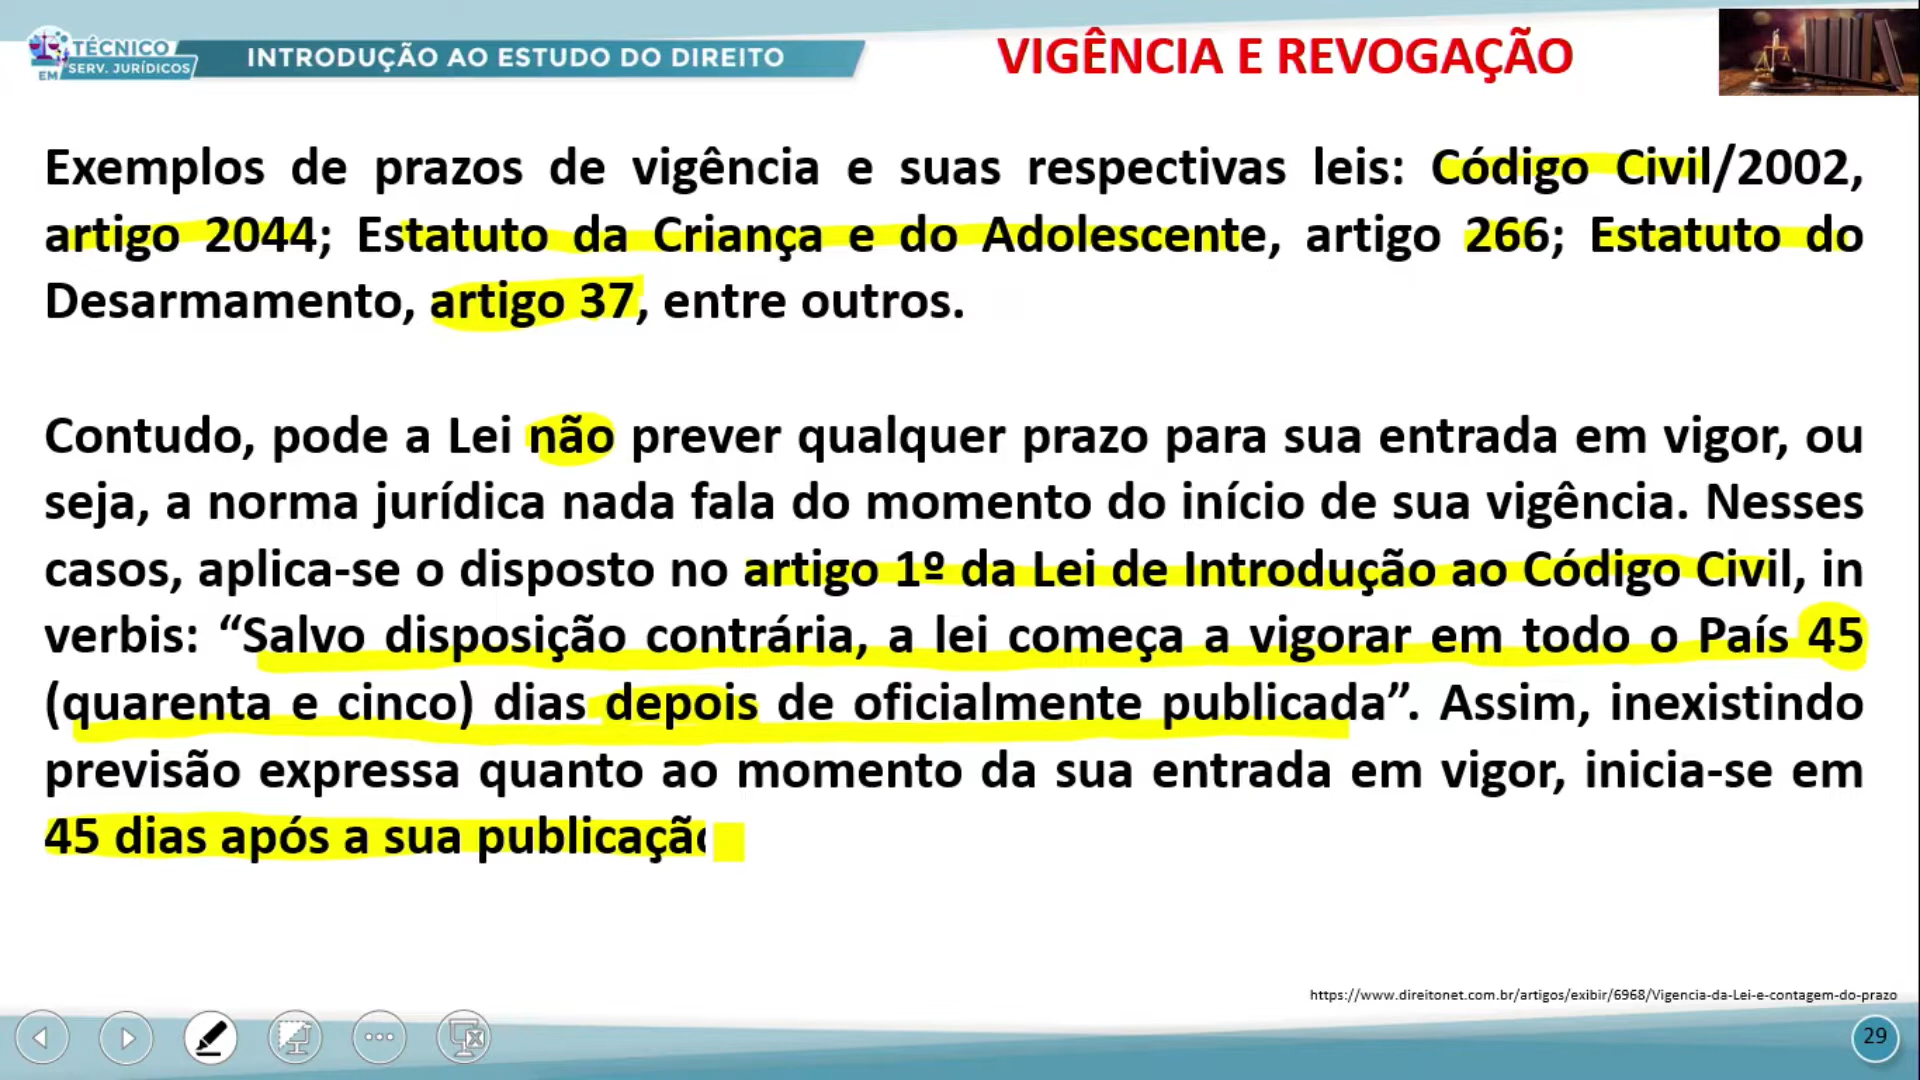 TÉCNICO
EM SERV. JURÍDICOS
INTRODUÇÃO AO ESTUDO DO DIREITO
VIGÊNCIA E REVOGAÇÃO
Exemplos de prazos de vigência e suas respectivas leis: Código Civil/2002,
artigo 2044; Estatuto da Criança e do Adolescente, artigo 266; Estatuto do
Desarmamento, artigo 37, entre outros.
Contudo, pode a Lei não prever qualquer prazo para sua entrada em vigor, ou
seja, a norma jurídica nada fala do momento do início de sua vigência. Nesses
casos, aplica-se o disposto no artigo 1º da Lei de Introdução ao Código Civil, in
verbis: “Salvo disposição contrária, a lei começa a vigorar em todo o País 45
(quarenta e cinco) dias depois de oficialmente publicada”. Assim, inexistindo
previsão expressa quanto ao momento da sua entrada em vigor, inicia-se em
45 dias após a sua publicação
https://www.direitonet.com.br/artigos/exibir/6968/Vigencia-da-Lei-e-contagem-do-prazo
29